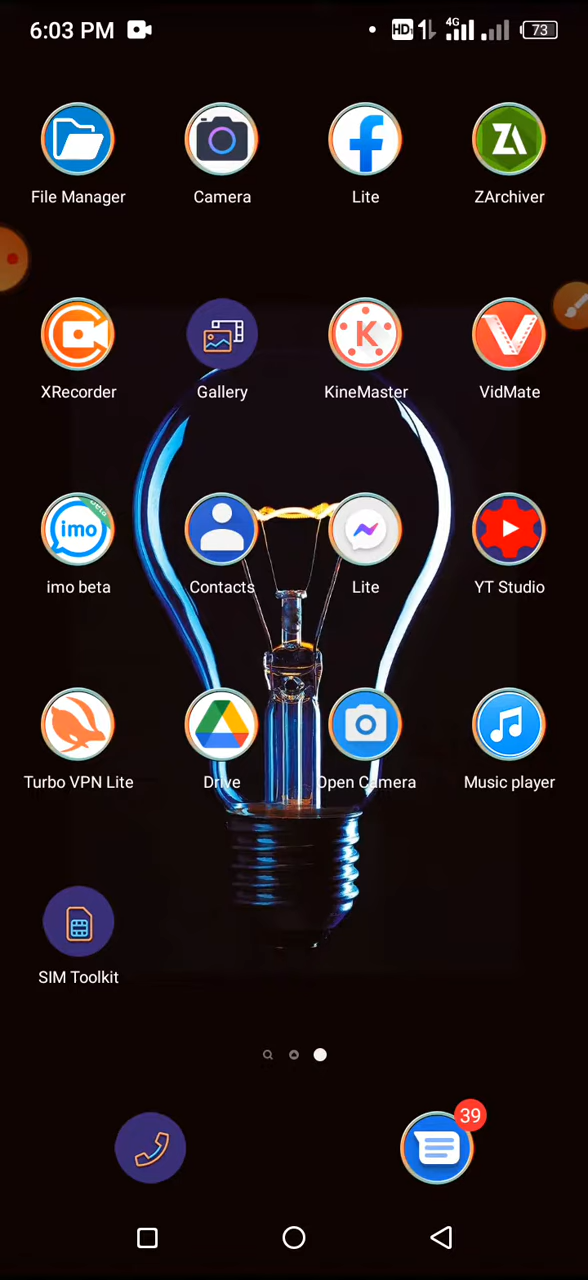 6:03 PM
HD1 4G 73
File Manager
Camera
Lite
ZArchiver
XRecorder
Gallery
KineMaster
VidMate
imo beta
Contacts
Lite
YT Studio
Turbo VPN Lite
Drive
Open Camera
Music player
SIM Toolkit
39